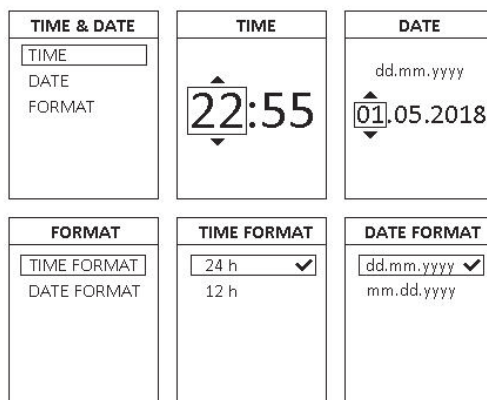 TIME & DATE
TIME
DATE
FORMAT
TIME
22:55
DATE
dd.mm.yyyy
01.05.2018
FORMAT
TIME FORMAT
DATE FORMAT
TIME FORMAT
24 h
12 h
DATE FORMAT
dd.mm.yyyy
mm.dd.yyyy